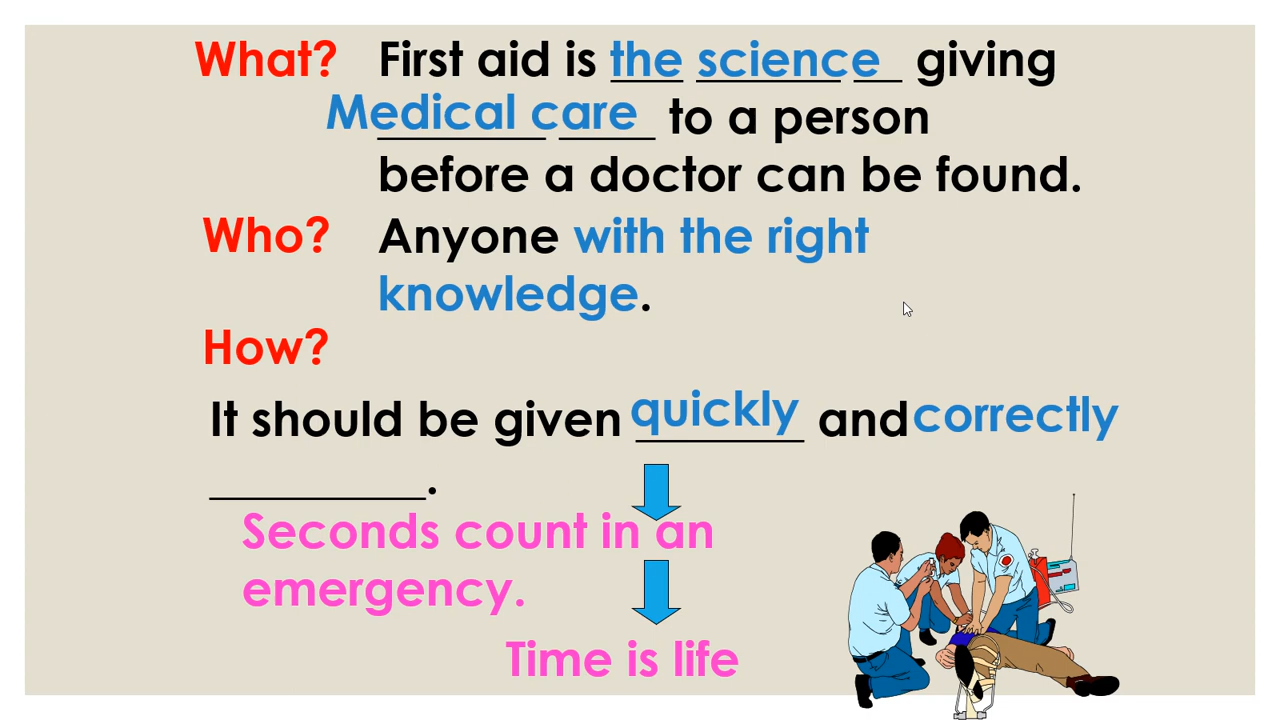 What? First aid is the science __ giving
Medical care to a person
before a doctor can be found.
Who? Anyone with the right
knowledge.
How?
It should be given quickly and correctly
_________.
Seconds count in an
emergency.
Time is life